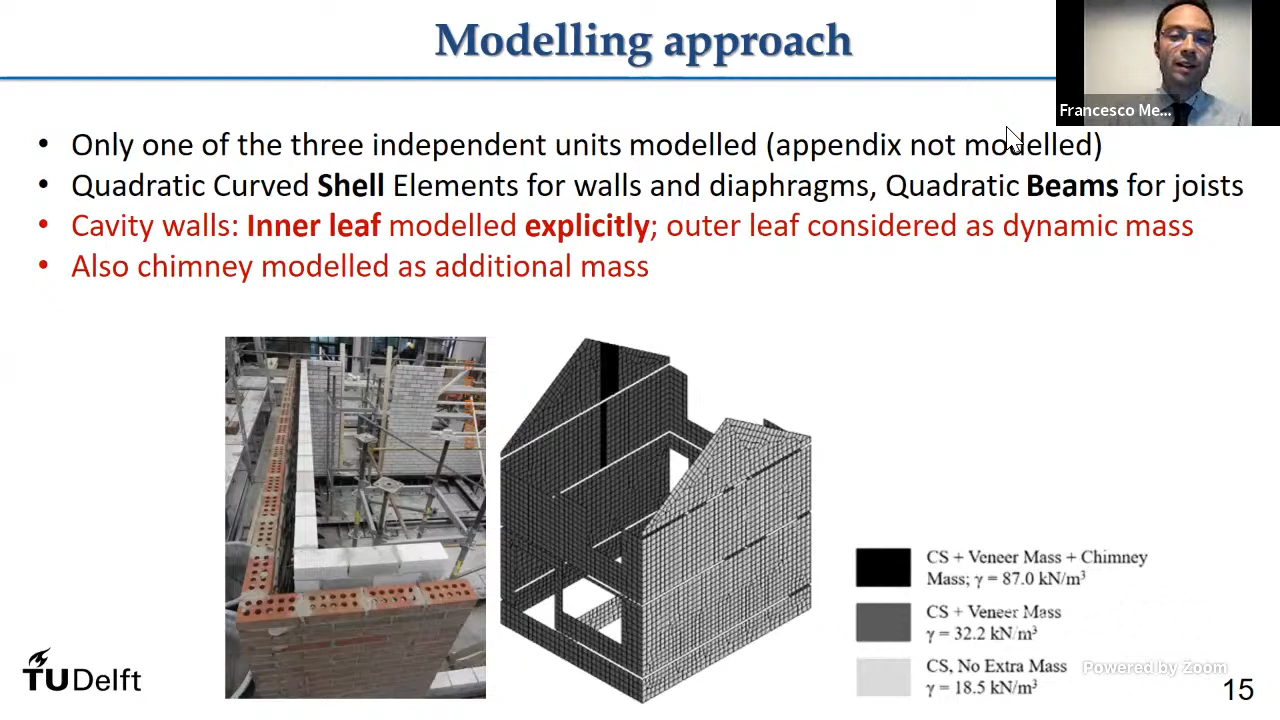 Modelling approach
Francesco Me...
• Only one of the three independent units modelled (appendix not modelled)
• Quadratic Curved Shell Elements for walls and diaphragms, Quadratic Beams for joists
• Cavity walls: Inner leaf modelled explicitly; outer leaf considered as dynamic mass
• Also chimney modelled as additional mass
CS + Veneer Mass + Chimney
Mass; γ = 87.0 kN/m³
CS + Veneer Mass
γ = 32.2 kN/m³
CS, No Extra Mass
γ = 18.5 kN/m³
Powered by Zoom
TUDelft
15